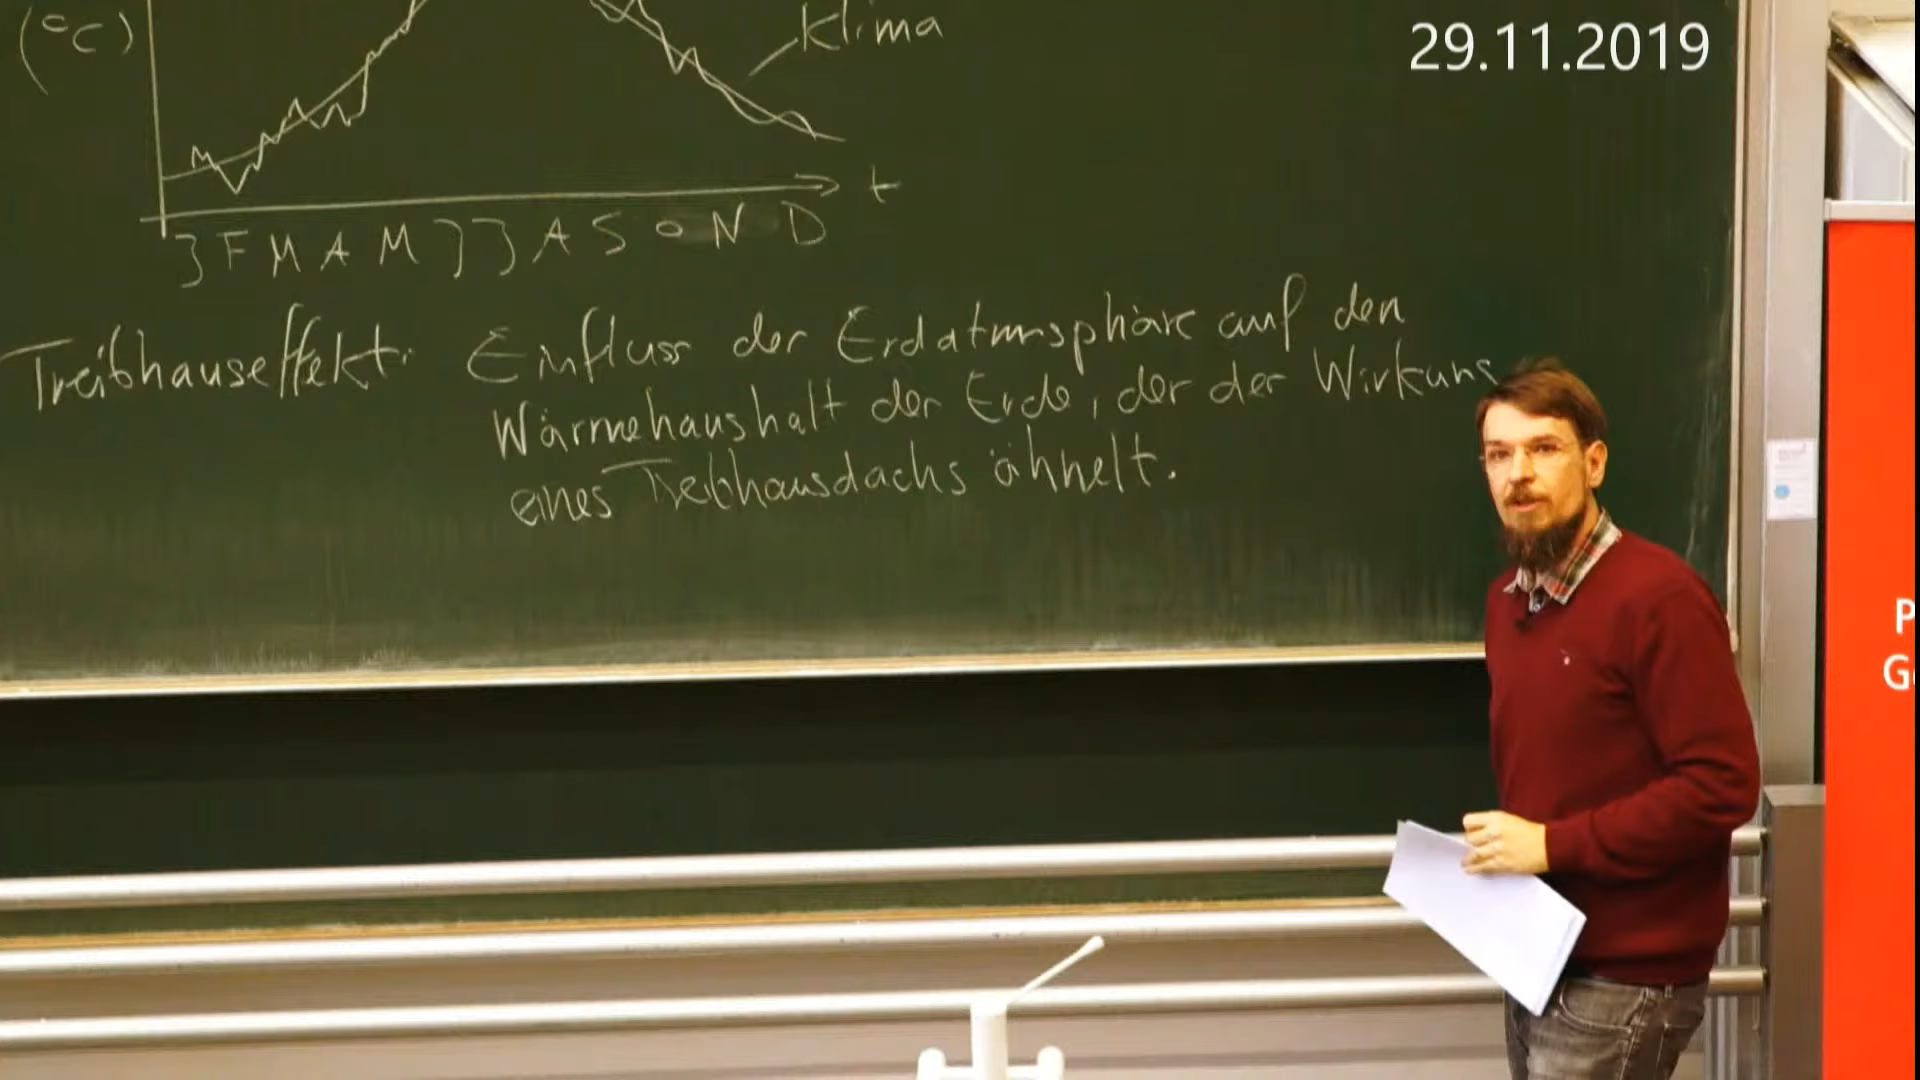 (°C)
Klima
29.11.2019
t
J F M A M J J A S O N D
Treibhauseffekt: Einfluss der Erdatmosphäre auf den
Wärmehaushalt der Erde, der der Wirkung
eines Treibhausdachs ähnelt.
P
G